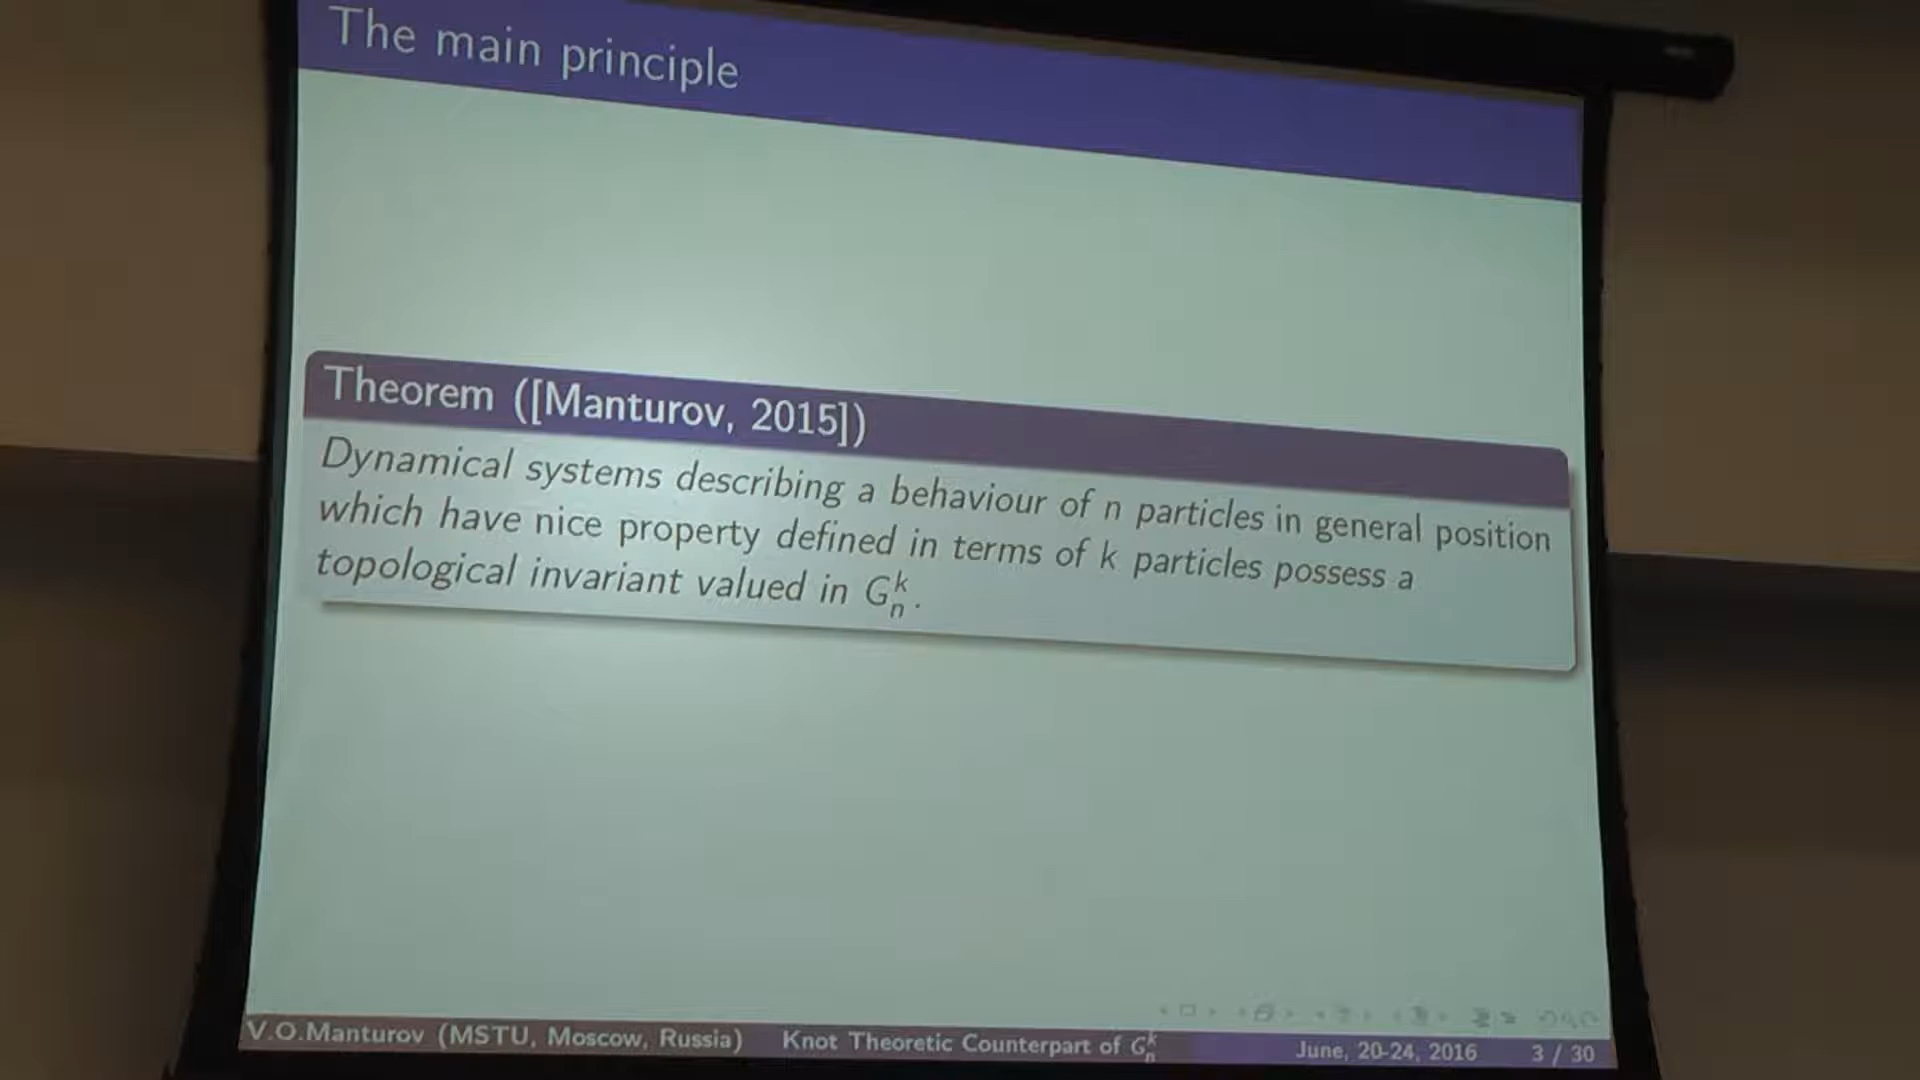 The main principle
Theorem ([Manturov, 2015])
Dynamical systems describing a behaviour of n particles in general position
which have nice property defined in terms of k particles possess a
topological invariant valued in G_n^k.
V.O.Manturov (MSTU, Moscow, Russia) Knot Theoretic Counterpart of G_n^k June, 20-24, 2016 3 / 30